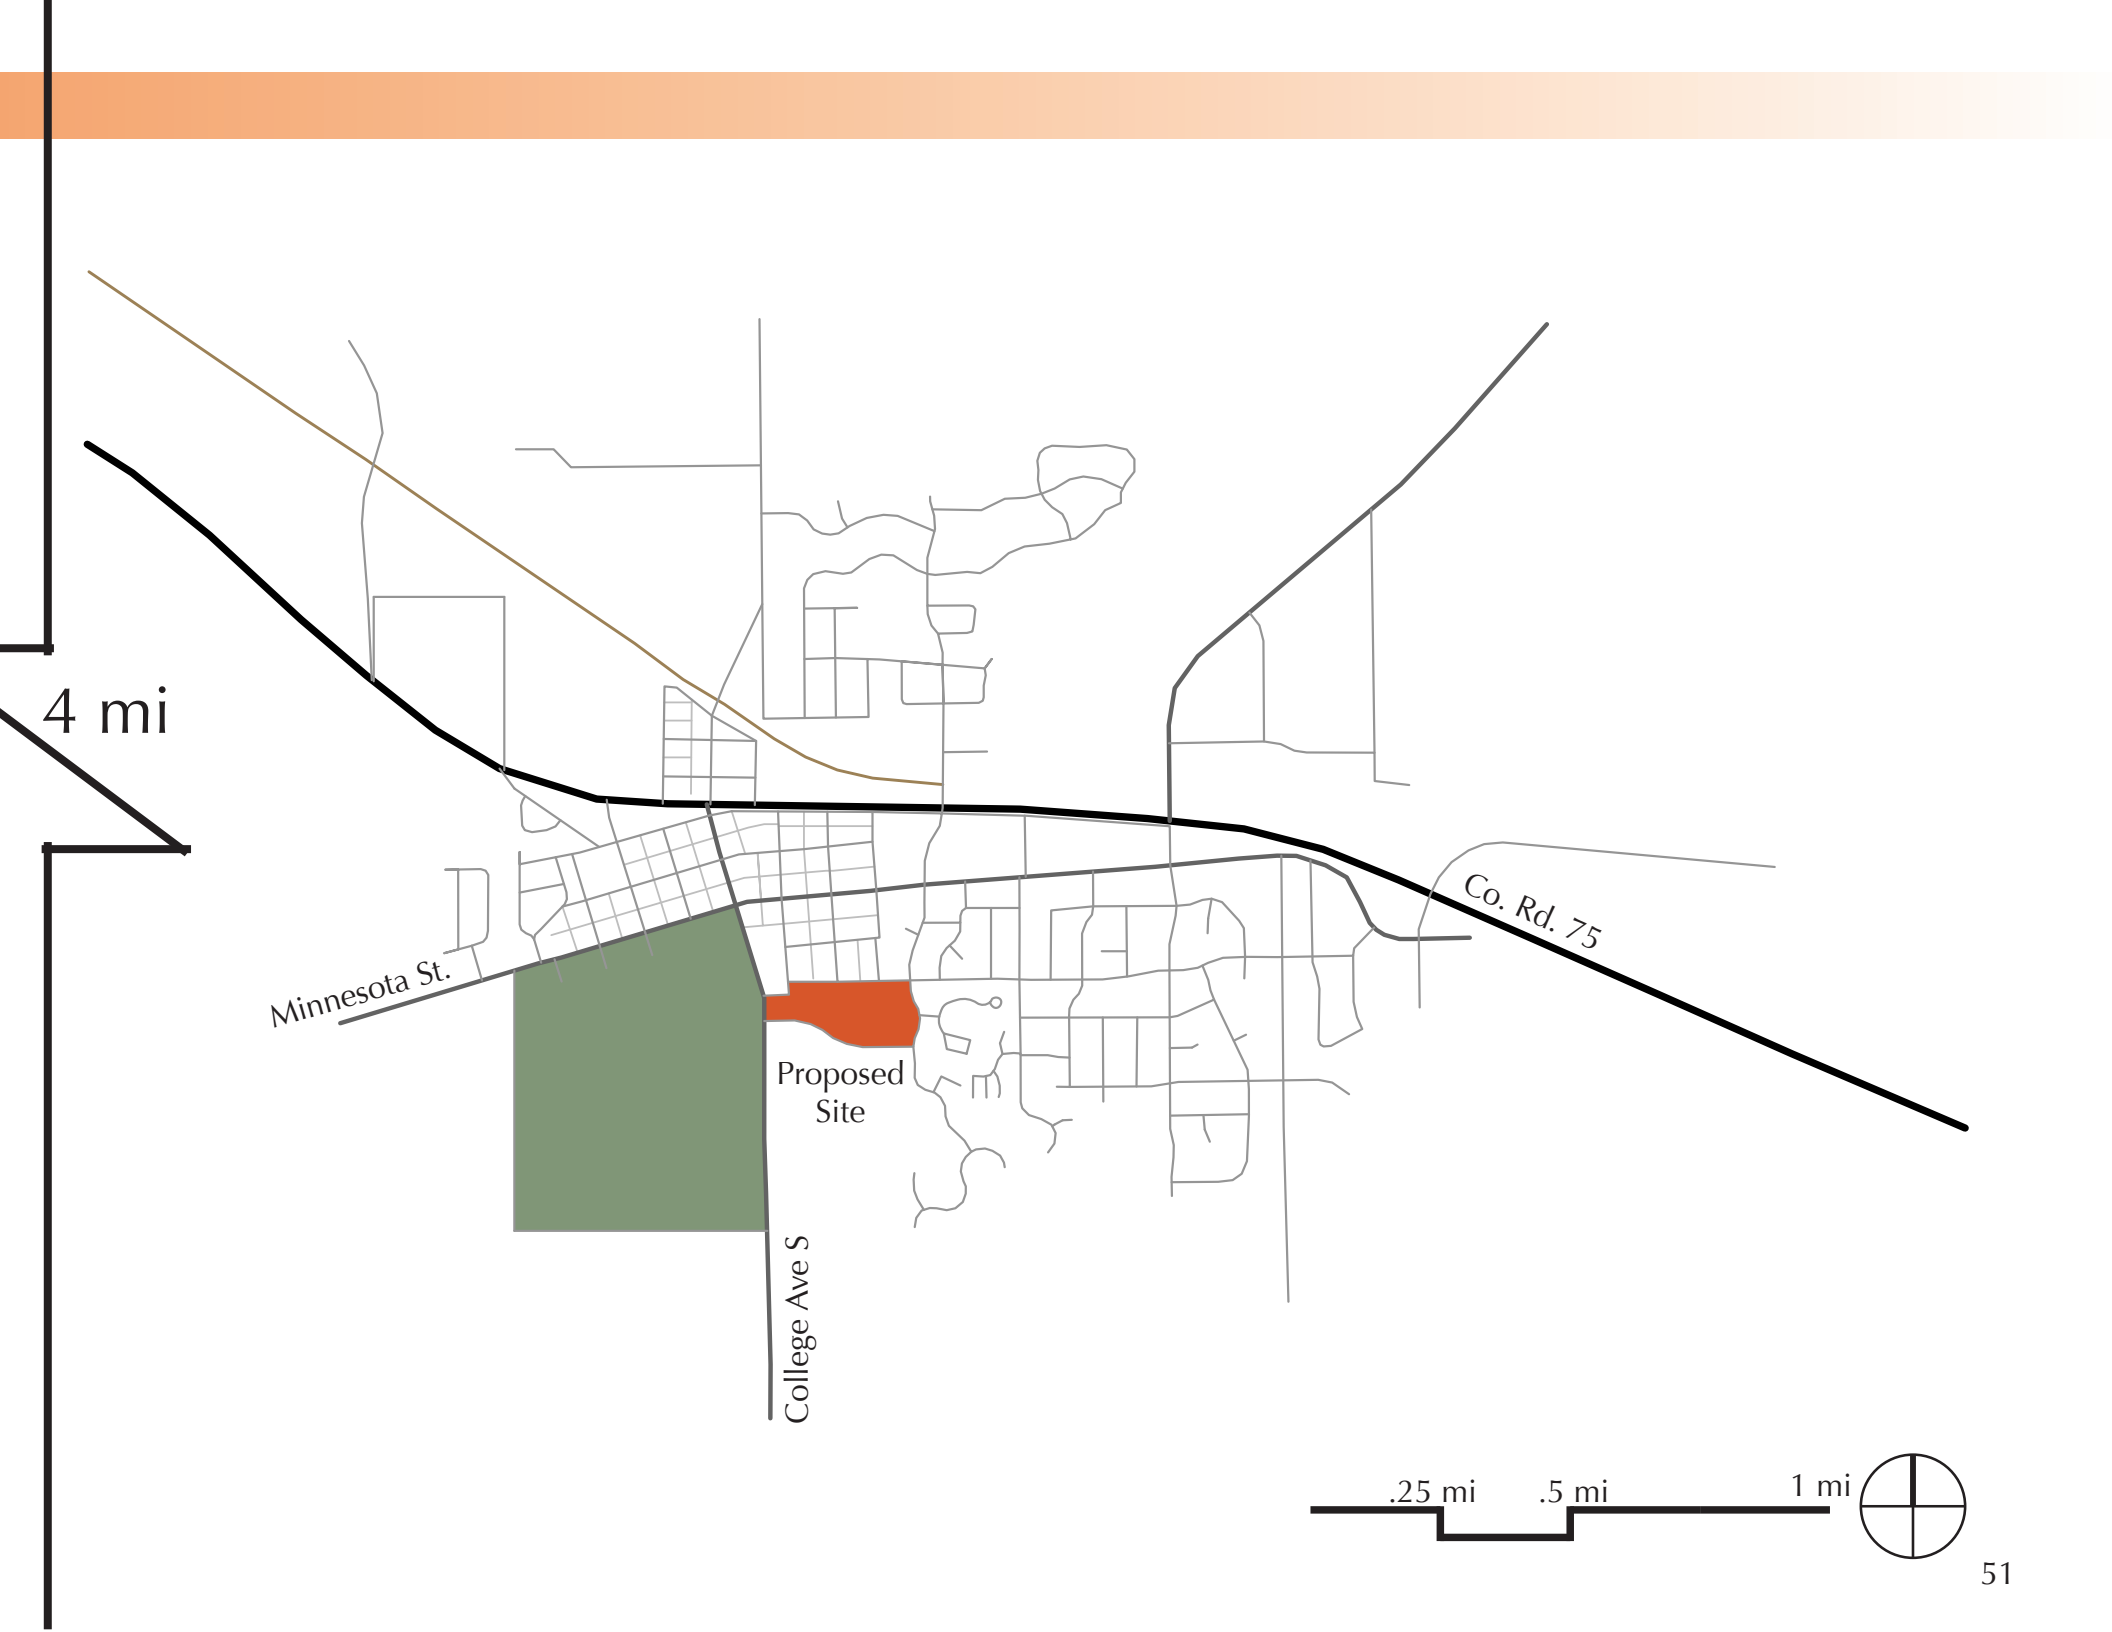 4 mi
Co. Rd. 75
Minnesota St.
Proposed
Site
College Ave S
.25 mi
.5 mi
1 mi
51